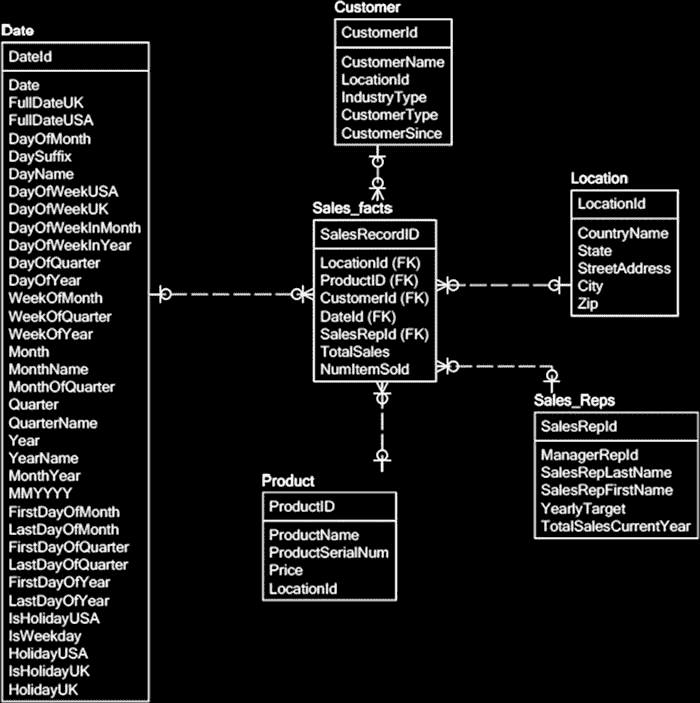 Date
DateId
Date
FullDateUK
FullDateUSA
DayOfMonth
DaySuffix
DayName
DayOfWeekUSA
DayOfWeekUK
DayOfWeekInMonth
DayOfWeekInYear
DayOfQuarter
DayOfYear
WeekOfMonth
WeekOfQuarter
WeekOfYear
Month
MonthName
MonthOfQuarter
Quarter
QuarterName
Year
YearName
MonthYear
MMYYYY
FirstDayOfMonth
LastDayOfMonth
FirstDayOfQuarter
LastDayOfQuarter
FirstDayOfYear
LastDayOfYear
IsHolidayUSA
IsWeekday
HolidayUSA
IsHolidayUK
HolidayUK
Customer
CustomerId
CustomerName
LocationId
IndustryType
CustomerType
CustomerSince
Sales_facts
SalesRecordID
LocationId (FK)
ProductID (FK)
CustomerId (FK)
DateId (FK)
SalesRepId (FK)
TotalSales
NumItemSold
Location
LocationId
CountryName
State
StreetAddress
City
Zip
Sales_Reps
SalesRepId
ManagerRepId
SalesRepLastName
SalesRepFirstName
YearlyTarget
TotalSalesCurrentYear
Product
ProductID
ProductName
ProductSerialNum
Price
LocationId